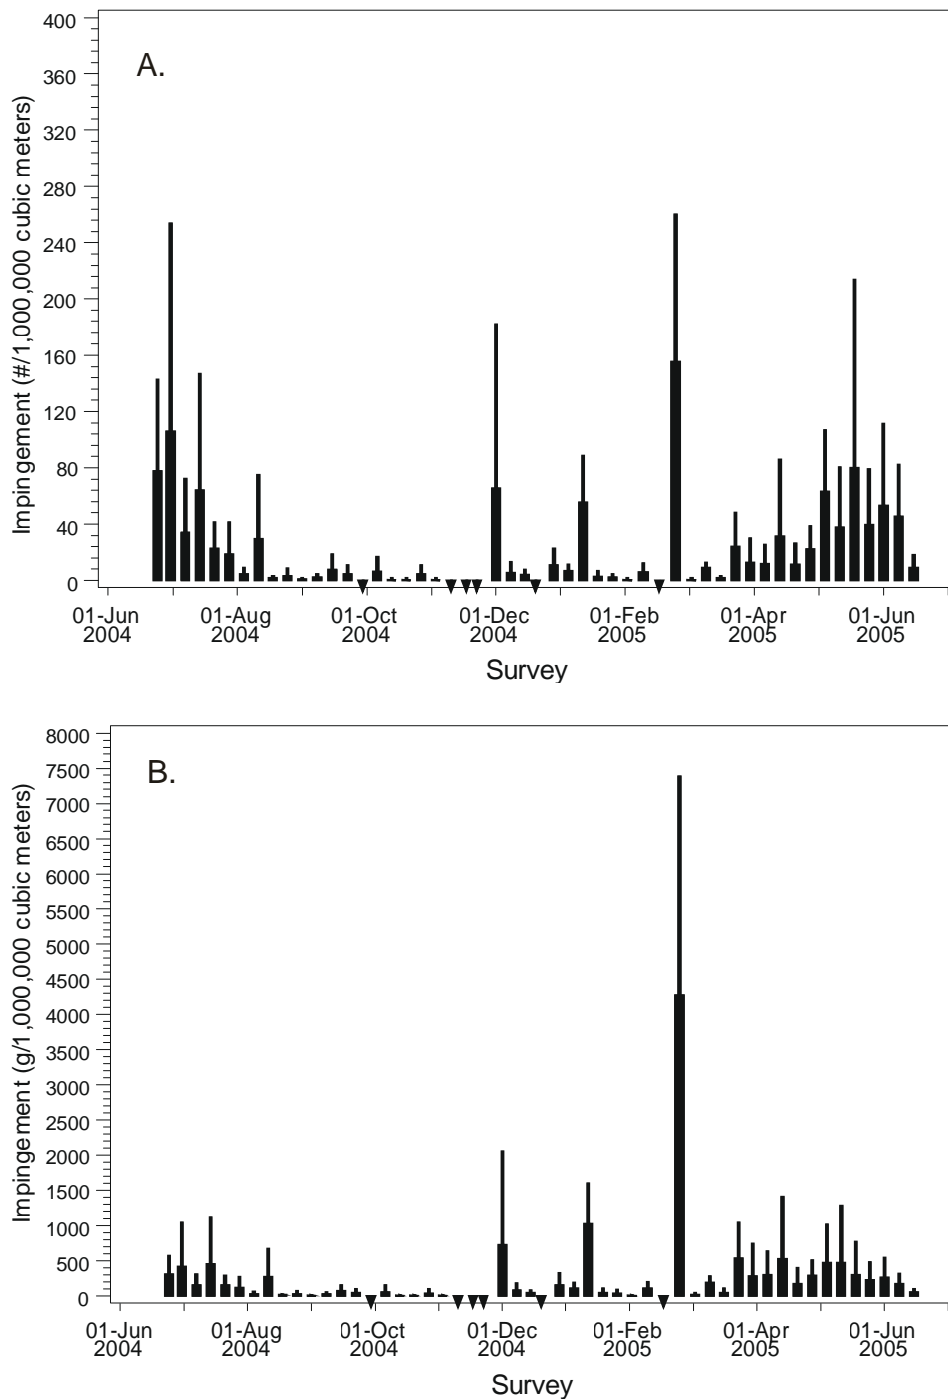 A.
Impingement (#/1,000,000 cubic meters)
400
360
320
280
240
200
160
120
80
40
0
01-Jun 01-Aug 01-Oct 01-Dec 01-Feb 01-Apr 01-Jun
2004 2004 2004 2004 2005 2005 2005
Survey
B.
Impingement (g/1,000,000 cubic meters)
8000
7500
7000
6500
6000
5500
5000
4500
4000
3500
3000
2500
2000
1500
1000
500
0
01-Jun 01-Aug 01-Oct 01-Dec 01-Feb 01-Apr 01-Jun
2004 2004 2004 2004 2005 2005 2005
Survey